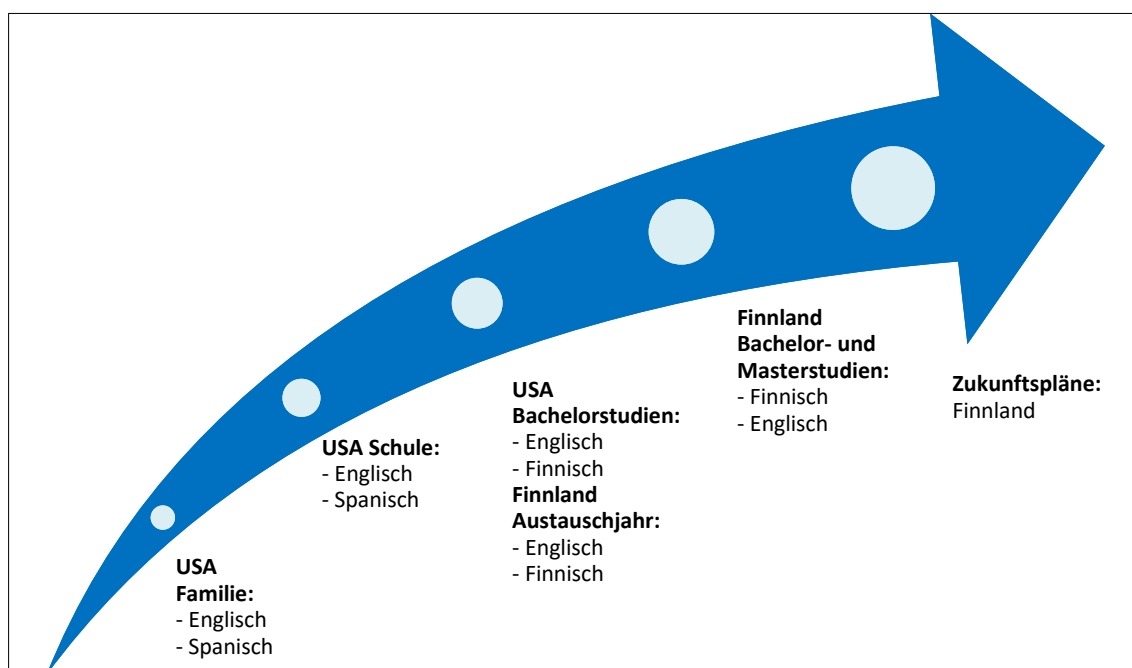 USA
Familie:
- Englisch
- Spanisch
USA Schule:
- Englisch
- Spanisch
USA
Bachelorstudien:
- Englisch
- Finnisch
Finnland
Austauschjahr:
- Englisch
- Finnisch
Finnland
Bachelor- und
Masterstudien:
- Finnisch
- Englisch
Zukunftspläne:
Finnland